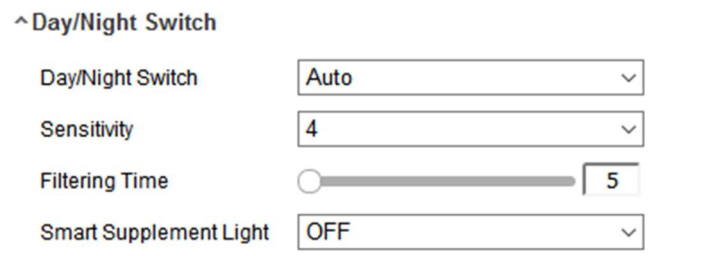 Day/Night Switch
Day/Night Switch Auto
Sensitivity 4
Filtering Time 5
Smart Supplement Light OFF